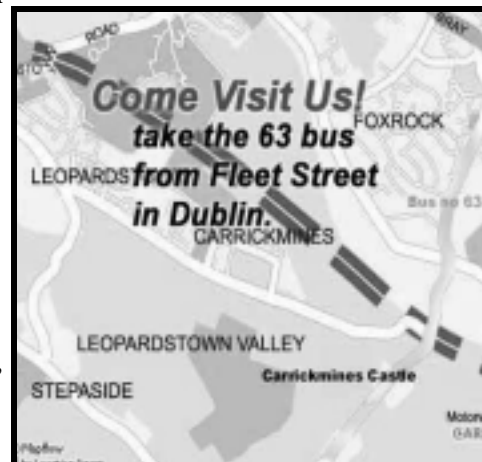 ROAD
BRAY
Come Visit Us!
take the 63 bus
FOXROCK
LEOPARDS
from Fleet Street
Bus no 63
in Dublin.
CARRICKMINES
LEOPARDSTOWN VALLEY
Carrickmines Castle
STEPASIDE